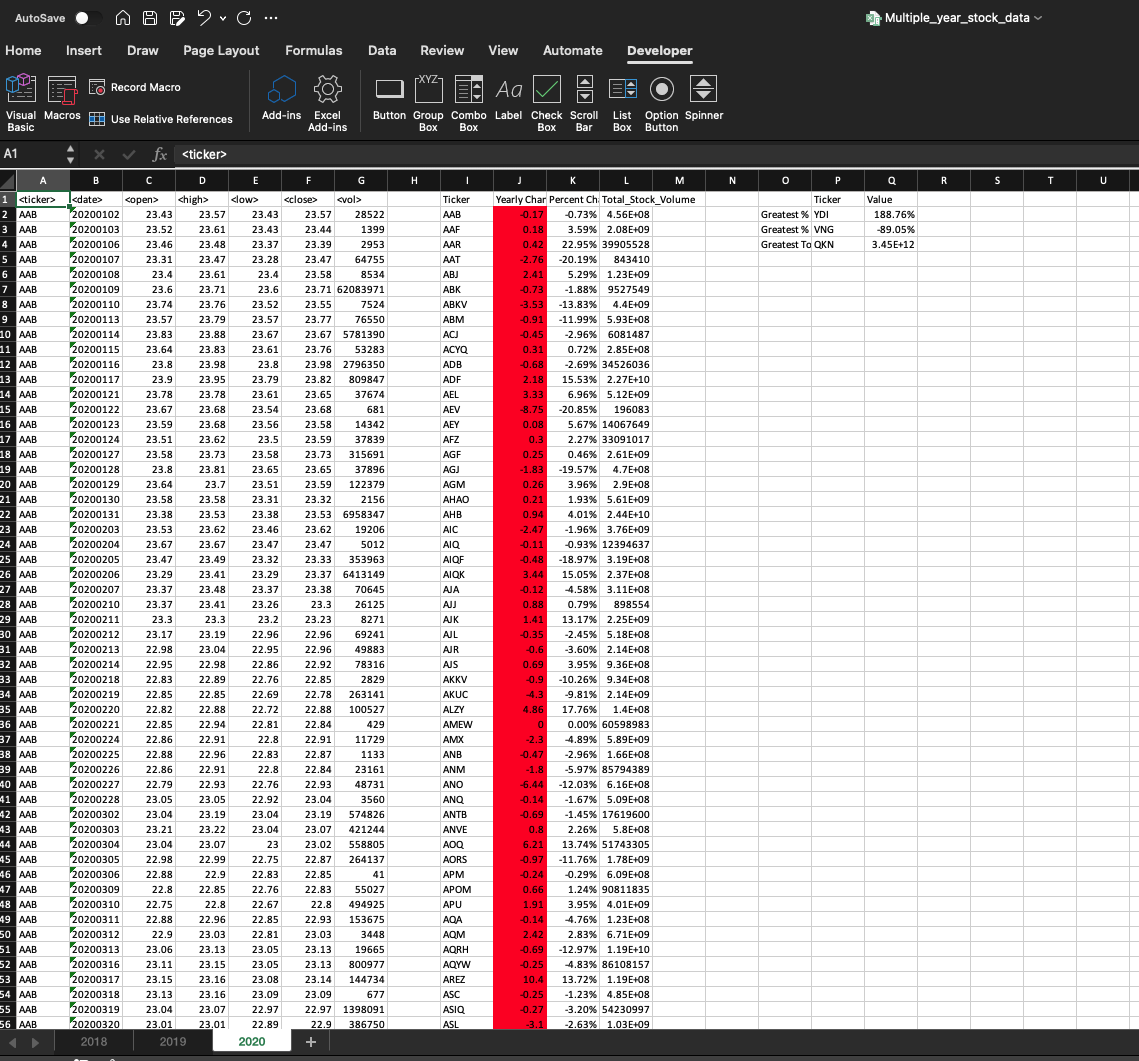 AutoSave Multiple_year_stock_data
Home Insert Draw Page Layout Formulas Data Review View Automate Developer
Visual Basic Macros Record Macro Use Relative References Add-ins Excel Add-ins Button Group Box Combo Box Label Check Box Scroll Bar List Box Option Button Spinner
XYZ Aa
A1 fx <ticker>
A B C D E F G H I J K L M N O P Q R S T U
1 <ticker> <date> <open> <high> <low> <close> <vol> Ticker Yearly Char Percent Ch Total_Stock_Volume Ticker Value
2 AAB 20200102 23.43 23.57 23.43 23.57 28522 AAB -0.17 -0.73% 4.56E+08 Greatest % YDI 188.76%
3 AAB 20200103 23.52 23.61 23.43 23.44 1399 AAF 0.18 3.59% 2.08E+09 Greatest % VNG -89.05%
4 AAB 20200106 23.46 23.48 23.37 23.39 2953 AAR 0.42 22.95% 39905528 Greatest To QKN 3.45E+12
5 AAB 20200107 23.31 23.47 23.28 23.47 64755 AAT -2.76 -20.19% 843410
6 AAB 20200108 23.4 23.61 23.4 23.58 8534 ABJ 2.41 5.29% 1.23E+09
7 AAB 20200109 23.6 23.71 23.6 23.71 62083971 ABK -0.73 -1.88% 9527549
8 AAB 20200110 23.74 23.76 23.52 23.55 7524 ABKV -3.53 -13.83% 4.4E+09
9 AAB 20200113 23.57 23.79 23.57 23.77 76550 ABM -0.91 -11.99% 5.93E+08
10 AAB 20200114 23.83 23.88 23.67 23.67 5781390 ACJ -0.45 -2.96% 6081487
11 AAB 20200115 23.64 23.83 23.61 23.76 53283 ACYQ 0.31 0.72% 2.85E+08
12 AAB 20200116 23.8 23.98 23.8 23.98 2796350 ADB -0.68 -2.69% 34526036
13 AAB 20200117 23.9 23.95 23.79 23.82 809847 ADF 2.18 15.53% 2.27E+10
14 AAB 20200121 23.78 23.78 23.61 23.65 37674 AEL 3.33 6.96% 5.12E+09
15 AAB 20200122 23.67 23.68 23.54 23.68 681 AEV -8.75 -20.85% 196083
16 AAB 20200123 23.59 23.68 23.56 23.58 14342 AEY 0.08 5.67% 14067649
17 AAB 20200124 23.51 23.62 23.5 23.59 37839 AFZ 0.3 2.27% 33091017
18 AAB 20200127 23.58 23.73 23.58 23.73 315691 AGF 0.25 0.46% 2.61E+09
19 AAB 20200128 23.8 23.81 23.65 23.65 37896 AGJ -1.83 -19.57% 4.7E+08
20 AAB 20200129 23.64 23.7 23.51 23.59 122379 AGM 0.26 3.96% 2.9E+08
21 AAB 20200130 23.58 23.58 23.31 23.32 2156 AHAO 0.21 1.93% 5.61E+09
22 AAB 20200131 23.38 23.53 23.38 23.53 6958347 AHB 0.94 4.01% 2.44E+10
23 AAB 20200203 23.53 23.62 23.46 23.62 19206 AIC -2.47 -1.96% 3.76E+09
24 AAB 20200204 23.67 23.67 23.47 23.47 5012 AIQ -0.11 -0.93% 12394637
25 AAB 20200205 23.47 23.49 23.32 23.33 353963 AIQF -0.48 -18.97% 3.19E+08
26 AAB 20200206 23.29 23.41 23.29 23.37 6413149 AIQK 3.44 15.05% 2.37E+08
27 AAB 20200207 23.37 23.48 23.37 23.38 70645 AJA -0.12 -4.58% 3.11E+08
28 AAB 20200210 23.37 23.41 23.26 23.3 26125 AJJ 0.88 0.79% 898554
29 AAB 20200211 23.3 23.3 23.2 23.23 8271 AJK 1.41 13.17% 2.25E+09
30 AAB 20200212 23.17 23.19 22.96 22.96 69241 AJL -0.35 -2.45% 5.18E+08
31 AAB 20200213 22.98 23.04 22.95 22.96 49883 AJR -0.6 -3.60% 2.14E+08
32 AAB 20200214 22.95 22.98 22.86 22.92 78316 AJS 0.69 3.95% 9.36E+08
33 AAB 20200218 22.83 22.89 22.76 22.85 2829 AKKV -0.9 -10.26% 9.34E+08
34 AAB 20200219 22.85 22.85 22.69 22.78 263141 AKUC -4.3 -9.81% 2.14E+09
35 AAB 20200220 22.82 22.88 22.72 22.88 100527 ALZY 4.86 17.76% 1.4E+08
36 AAB 20200221 22.85 22.94 22.81 22.84 429 AMEW 0 0.00% 60598983
37 AAB 20200224 22.86 22.91 22.8 22.91 11729 AMX -2.3 -4.89% 5.89E+09
38 AAB 20200225 22.88 22.96 22.83 22.87 1133 ANB -0.47 -2.96% 1.66E+08
39 AAB 20200226 22.86 22.91 22.8 22.84 23161 ANM -1.8 -5.97% 85794389
40 AAB 20200227 22.79 22.93 22.76 22.93 48731 ANO -6.44 -12.03% 6.16E+08
41 AAB 20200228 23.05 23.05 22.92 23.04 3560 ANQ -0.14 -1.67% 5.09E+08
42 AAB 20200302 23.04 23.19 23.04 23.19 574826 ANTB -0.69 -1.45% 17619600
43 AAB 20200303 23.21 23.22 23.04 23.07 421244 ANVE 0.8 2.26% 5.8E+08
44 AAB 20200304 23.04 23.07 23 23.02 558805 AOQ 6.21 13.74% 51743305
45 AAB 20200305 22.98 22.99 22.75 22.87 264137 AORS -0.97 -11.76% 1.78E+09
46 AAB 20200306 22.88 22.9 22.83 22.85 41 APM -0.24 -0.29% 6.09E+08
47 AAB 20200309 22.8 22.85 22.76 22.83 55027 APOM 0.66 1.24% 90811835
48 AAB 20200310 22.75 22.8 22.67 22.8 494925 APU 1.91 3.95% 4.01E+09
49 AAB 20200311 22.88 22.96 22.85 22.93 153675 AQA -0.14 -4.76% 1.23E+08
50 AAB 20200312 22.9 23.03 22.81 23.03 3448 AQM 2.42 2.83% 6.71E+09
51 AAB 20200313 23.06 23.13 23.05 23.13 19665 AQRH -0.69 -12.97% 1.19E+10
52 AAB 20200316 23.11 23.15 23.05 23.13 800977 AQYW -0.25 -4.83% 86108157
53 AAB 20200317 23.15 23.16 23.08 23.14 144734 AREZ 10.4 13.72% 1.19E+08
54 AAB 20200318 23.13 23.16 23.09 23.09 677 ASC -0.25 -1.23% 4.85E+08
55 AAB 20200319 23.04 23.07 22.97 22.97 1398091 ASIQ -0.27 -3.20% 54230997
56 AAB 20200320 23.01 23.01 22.89 22.9 386750 ASL -3.1 -2.63% 1.03E+09
2018 2019 2020 +